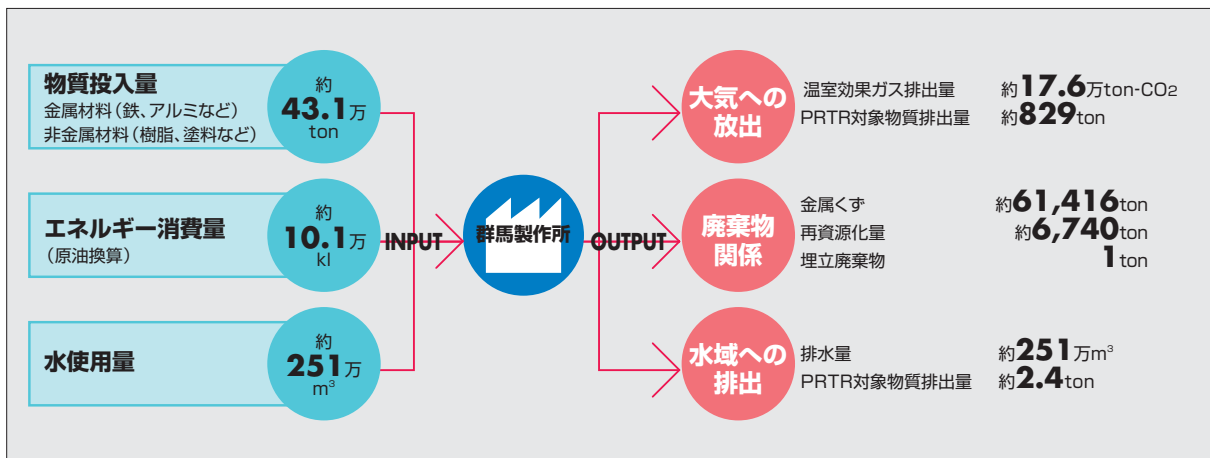 物質投入量
金属材料（鉄、アルミなど）
非金属材料（樹脂、塗料など）
約
43.1万
ton
エネルギー消費量
（原油換算）
約
10.1万
kl
水使用量
約
251万
m³
INPUT
群馬製作所
OUTPUT
大気への
放出
温室効果ガス排出量 約17.6万ton-CO2
PRTR対象物質排出量 約829ton
廃棄物
関係
金属くず 約61,416ton
再資源化量 約6,740ton
埋立廃棄物 1ton
水域への
排出
排水量 約251万m³
PRTR対象物質排出量 約2.4ton